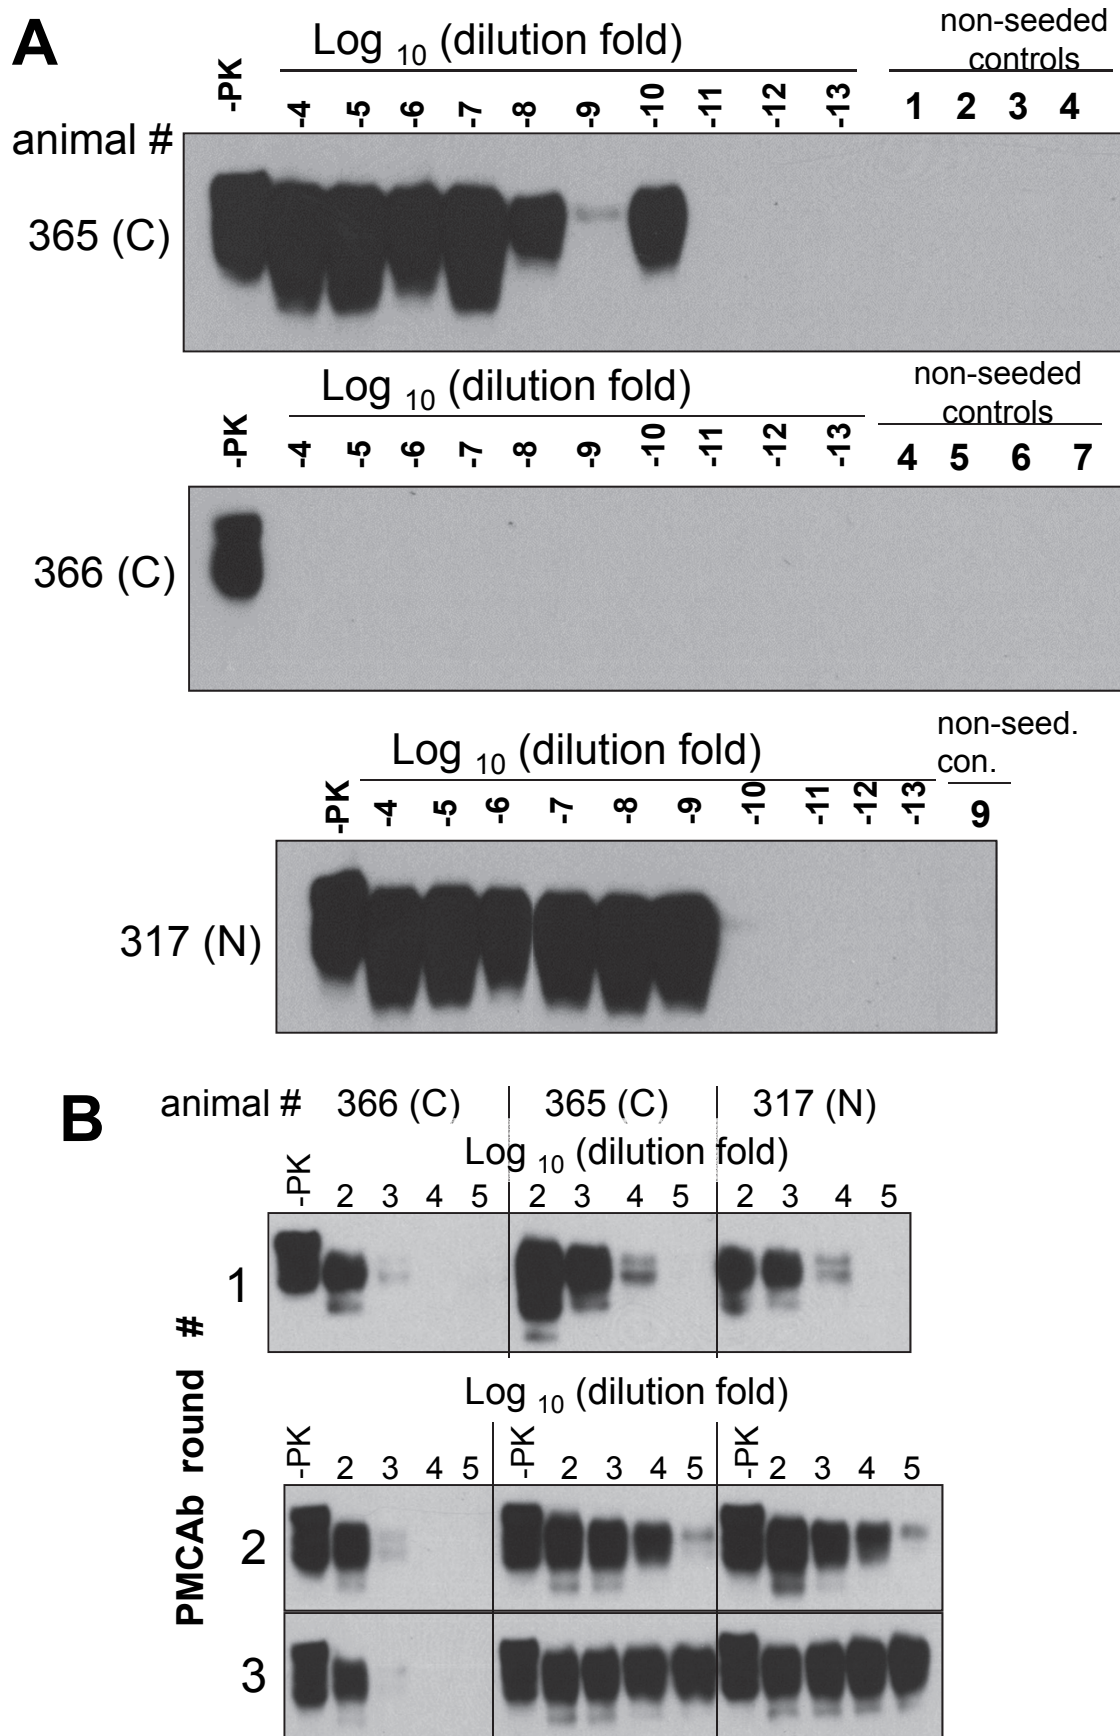 A
Log 10 (dilution fold)
non-seeded
controls
-PK -4 -5 -6 -7 -8 -9 -10 -11 -12 -13 1 2 3 4
animal #
365 (C)
Log 10 (dilution fold)
non-seeded
controls
-PK -4 -5 -6 -7 -8 -9 -10 -11 -12 -13 4 5 6 7
366 (C)
Log 10 (dilution fold)
non-seed.
con.
-PK -4 -5 -6 -7 -8 -9 -10 -11 -12 -13 9
317 (N)
B
animal # 366 (C) 365 (C) 317 (N)
Log 10 (dilution fold)
-PK 2 3 4 5 2 3 4 5 2 3 4 5
1
PMCAb round #
Log 10 (dilution fold)
-PK 2 3 4 5 -PK 2 3 4 5 -PK 2 3 4 5
2
3